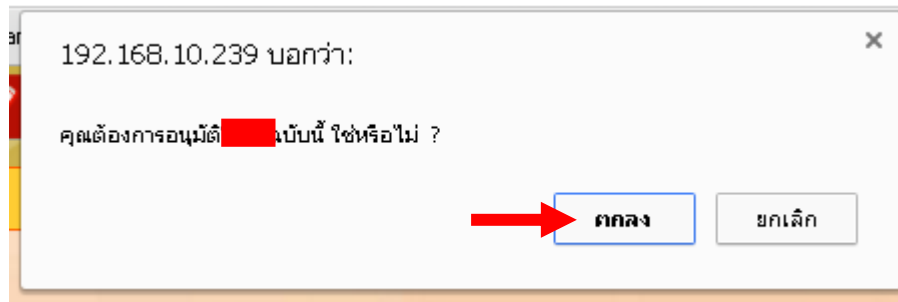 192.168.10.239 บอกว่า:
คุณต้องการอนุมัติ ฉบับนี้ ใช่หรือไม่ ?
ตกลง
ยกเลิก